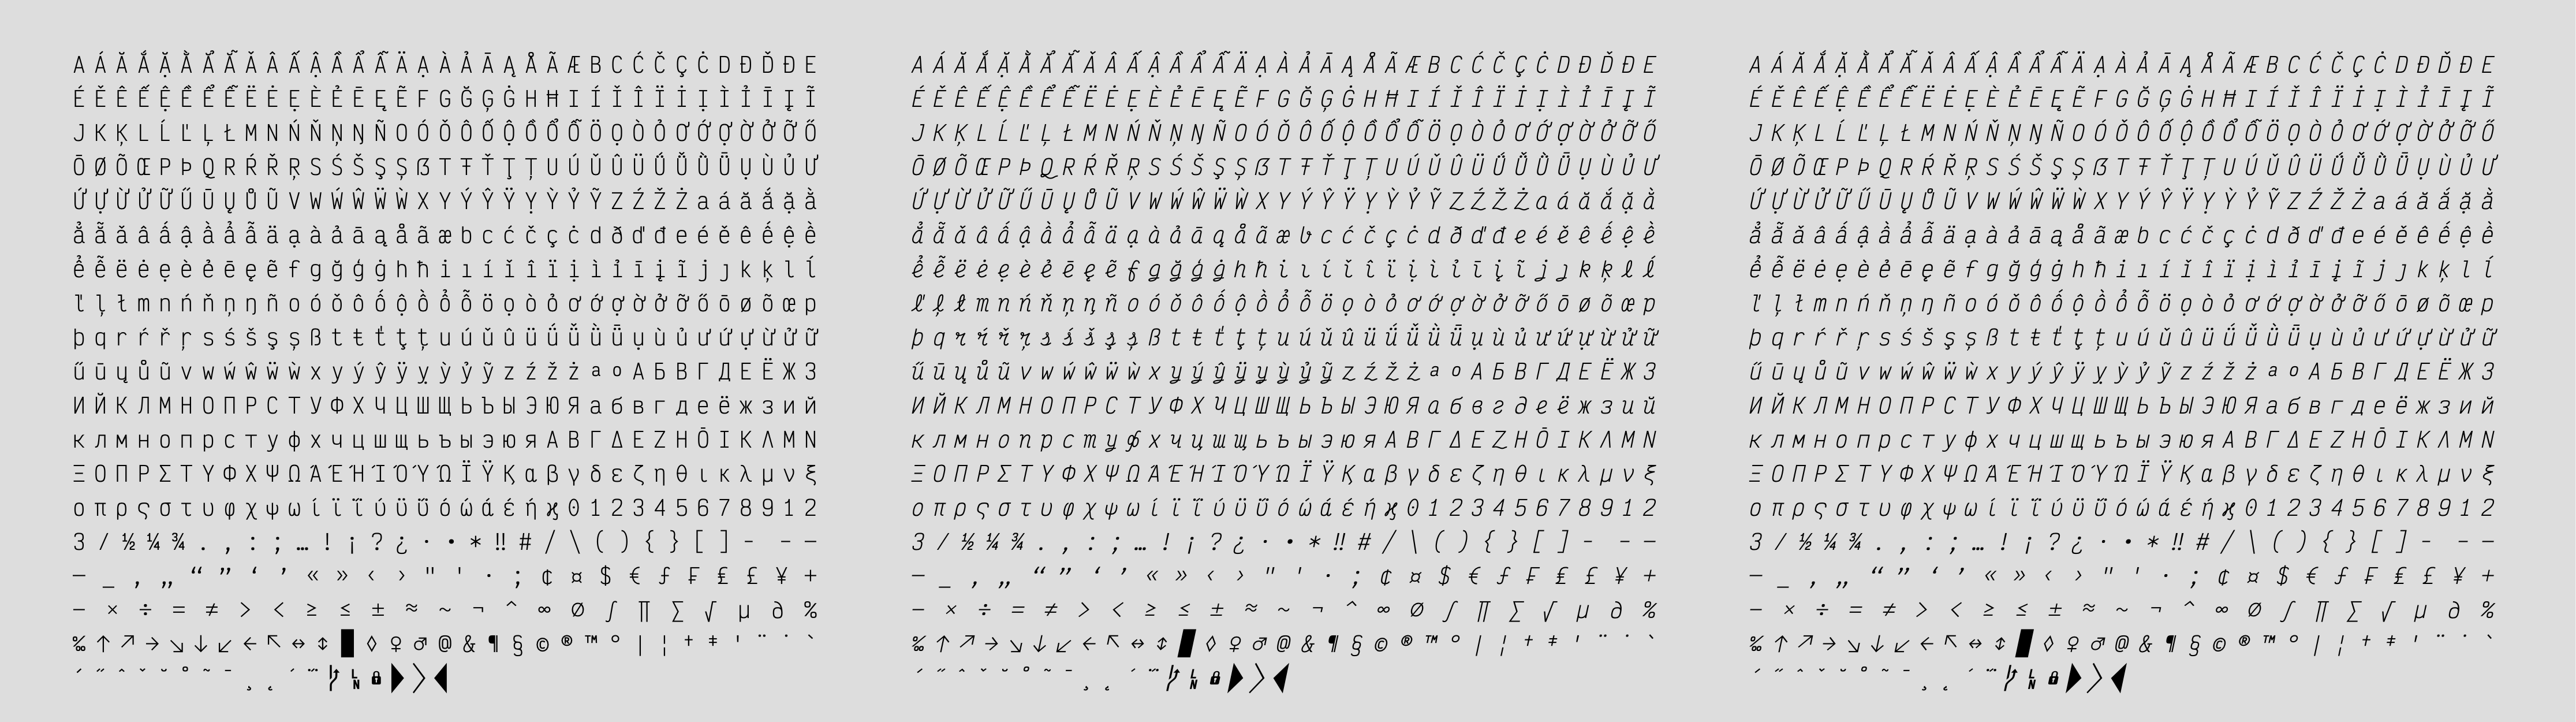 A Á Ă Ắ Ặ Ằ Ẳ Ẵ Ǎ Â Ấ Ậ Ầ Ẩ Ẫ Ä Ạ À Ả Ā Ą Å Ã Æ B C Ć Č Ç Ċ D Ð Ď Đ E
É Ě Ê Ế Ệ Ề Ể Ễ Ë Ė Ẹ È Ẻ Ē Ę Ẽ F G Ğ Ģ Ġ H Ħ I Í Ǐ Î Ï İ Ị Ì Ỉ Ī Į Ĩ
J K Ķ L Ĺ Ľ Ļ Ł M N Ń Ň Ņ Ŋ Ñ O Ó Ǒ Ô Ố Ộ Ồ Ổ Ỗ Ö Ọ Ò Ỏ Ơ Ớ Ợ Ờ Ở Ỡ Ő
Ō Ø Õ Œ P Þ Q R Ŕ Ř Ŗ S Ś Š Ş Ș ẞ T Ŧ Ť Ţ Ț U Ú Ǔ Û Ü Ǘ Ǚ Ǜ Ǖ Ụ Ù Ủ Ư
Ứ Ự Ừ Ử Ữ Ű Ū Ų Ů Ũ V W Ẃ Ŵ Ẅ Ẁ X Y Ý Ŷ Ÿ Ỵ Ỳ Ỷ Ỹ Z Ź Ž Ż a á ă ắ ặ ằ
ẳ ẵ ǎ â ấ ậ ầ ẩ ẫ ä ạ à ả ā ą å ã æ b c ć č ç ċ d ð ď đ e é ě ê ế ệ ề
ể ễ ë ė ẹ è ẻ ē ę ẽ f g ğ ģ ġ h ħ i ı í ǐ î ï ị ì ỉ ī į ĩ j ȷ k ķ l ĺ
ľ ļ ł m n ń ň ņ ŋ ñ o ó ǒ ô ố ộ ồ ổ ỗ ö ọ ò ỏ ơ ớ ợ ờ ở ỡ ő ō ø õ œ p
þ q r ŕ ř ŗ s ś š ş ș ß t ŧ ť ţ ț u ú ǔ û ü ǘ ǚ ǜ ǖ ụ ù ủ ư ứ ự ừ ử ữ
ű ū ų ů ũ v w ẃ ŵ ẅ ẁ x y ý ŷ ÿ ỵ ỳ ỷ ỹ z ź ž ż ª º А Б В Г Д Е Ё Ж З
И Й К Л М Н О П Р С Т У Ф Х Ч Ц Ш Щ Ь Ъ Ы Э Ю Я а б в г д е ё ж з и й
к л м н о п р с т у ф х ч ц ш щ ь ъ ы э ю я Α Β Γ Δ Ε Ζ Η Ō Ι Κ Λ Μ Ν
Ξ Ο Π Ρ Σ Τ Υ Φ Χ Ψ Ω Ά Έ Ή Ί Ό Ύ Ώ Ϊ Ϋ Ϗ α β γ δ ε ζ η θ ι κ λ μ ν ξ
ο π ρ ς σ τ υ φ χ ψ ω ί ϊ ΐ ύ ϋ ΰ ό ώ ά έ ή ϗ 0 1 2 3 4 5 6 7 8 9 1 2
3 / ½ ¼ ¾ . , : ; … ! ¡ ? ¿ · • * ‼ # / \ ( ) { } [ ] - – —
― _ ‚ „ “ ” ‘ ’ « » ‹ › " ' · ; ¢ ¤ $ € ƒ ₣ ₤ £ ¥ +
− × ÷ = ≠ > < ≥ ≤ ± ≈ ~ ¬ ^ ∞ ∅ ∫ ∏ ∑ √ µ ∂ %
‰ ↑ ↗ → ↘ ↓ ↙ ← ↖ ↔ ↕ █ ◊ ♀ ♂ @ & ¶ § © ® ™ ° | ¦ † ‡ ' ¨ ˙ `
´ ˝ ˆ ˇ ˘ ˚ ˜ ¯ ¸ ˛ ΄ ΅
A Á Ă Ắ Ặ Ằ Ẳ Ẵ Ǎ Â Ấ Ậ Ầ Ẩ Ẫ Ä Ạ À Ả Ā Ą Å Ã Æ B C Ć Č Ç Ċ D Ð Ď Đ E
É Ě Ê Ế Ệ Ề Ể Ễ Ë Ė Ẹ È Ẻ Ē Ę Ẽ F G Ğ Ģ Ġ H Ħ I Í Ǐ Î Ï İ Ị Ì Ỉ Ī Į Ĩ
J K Ķ L Ĺ Ľ Ļ Ł M N Ń Ň Ņ Ŋ Ñ O Ó Ǒ Ô Ố Ộ Ồ Ổ Ỗ Ö Ọ Ò Ỏ Ơ Ớ Ợ Ờ Ở Ỡ Ő
Ō Ø Õ Œ P Þ Q R Ŕ Ř Ŗ S Ś Š Ş Ș ẞ T Ŧ Ť Ţ Ț U Ú Ǔ Û Ü Ǘ Ǚ Ǜ Ǖ Ụ Ù Ủ Ư
Ứ Ự Ừ Ử Ữ Ű Ū Ų Ů Ũ V W Ẃ Ŵ Ẅ Ẁ X Y Ý Ŷ Ÿ Ỵ Ỳ Ỷ Ỹ Z Ź Ž Ż a á ă ắ ặ ằ
ẳ ẵ ǎ â ấ ậ ầ ẩ ẫ ä ạ à ả ā ą å ã æ b c ć č ç ċ d ð ď đ e é ě ê ế ệ ề
ể ễ ë ė ẹ è ẻ ē ę ẽ f g ğ ģ ġ h ħ i ı í ǐ î ï ị ì ỉ ī į ĩ j ȷ k ķ l ĺ
ľ ļ ł m n ń ň ņ ŋ ñ o ó ǒ ô ố ộ ồ ổ ỗ ö ọ ò ỏ ơ ớ ợ ờ ở ỡ ő ō ø õ œ p
þ q r ŕ ř ŗ s ś š ş ș ß t ŧ ť ţ ț u ú ǔ û ü ǘ ǚ ǜ ǖ ụ ù ủ ư ứ ự ừ ử ữ
ű ū ų ů ũ v w ẃ ŵ ẅ ẁ x y ý ŷ ÿ ỵ ỳ ỷ ỹ z ź ž ż ª º А Б В Г Д Е Ё Ж З
И Й К Л М Н О П Р С Т У Ф Х Ч Ц Ш Щ Ь Ъ Ы Э Ю Я а б в г д е ё ж з и й
к л м н о п р с т у ф х ч ц ш щ ь ъ ы э ю я Α Β Γ Δ Ε Ζ Η Ō Ι Κ Λ Μ Ν
Ξ Ο Π Ρ Σ Τ Υ Φ Χ Ψ Ω Ά Έ Ή Ί Ό Ύ Ώ Ϊ Ϋ Ϗ α β γ δ ε ζ η θ ι κ λ μ ν ξ
ο π ρ ς σ τ υ φ χ ψ ω ί ϊ ΐ ύ ϋ ΰ ό ώ ά έ ή ϗ 0 1 2 3 4 5 6 7 8 9 1 2
3 / ½ ¼ ¾ . , : ; … ! ¡ ? ¿ · • * ‼ # / \ ( ) { } [ ] - – —
― _ ‚ „ “ ” ‘ ’ « » ‹ › " ' · ; ¢ ¤ $ € ƒ ₣ ₤ £ ¥ +
− × ÷ = ≠ > < ≥ ≤ ± ≈ ~ ¬ ^ ∞ ∅ ∫ ∏ ∑ √ µ ∂ %
‰ ↑ ↗ → ↘ ↓ ↙ ← ↖ ↔ ↕ █ ◊ ♀ ♂ @ & ¶ § © ® ™ ° | ¦ † ‡ ' ¨ ˙ `
´ ˝ ˆ ˇ ˘ ˚ ˜ ¯ ¸ ˛ ΄ ΅
A Á Ă Ắ Ặ Ằ Ẳ Ẵ Ǎ Â Ấ Ậ Ầ Ẩ Ẫ Ä Ạ À Ả Ā Ą Å Ã Æ B C Ć Č Ç Ċ D Ð Ď Đ E
É Ě Ê Ế Ệ Ề Ể Ễ Ë Ė Ẹ È Ẻ Ē Ę Ẽ F G Ğ Ģ Ġ H Ħ I Í Ǐ Î Ï İ Ị Ì Ỉ Ī Į Ĩ
J K Ķ L Ĺ Ľ Ļ Ł M N Ń Ň Ņ Ŋ Ñ O Ó Ǒ Ô Ố Ộ Ồ Ổ Ỗ Ö Ọ Ò Ỏ Ơ Ớ Ợ Ờ Ở Ỡ Ő
Ō Ø Õ Œ P Þ Q R Ŕ Ř Ŗ S Ś Š Ş Ș ẞ T Ŧ Ť Ţ Ț U Ú Ǔ Û Ü Ǘ Ǚ Ǜ Ǖ Ụ Ù Ủ Ư
Ứ Ự Ừ Ử Ữ Ű Ū Ų Ů Ũ V W Ẃ Ŵ Ẅ Ẁ X Y Ý Ŷ Ÿ Ỵ Ỳ Ỷ Ỹ Z Ź Ž Ż a á ă ắ ặ ằ
ẳ ẵ ǎ â ấ ậ ầ ẩ ẫ ä ạ à ả ā ą å ã æ b c ć č ç ċ d ð ď đ e é ě ê ế ệ ề
ể ễ ë ė ẹ è ẻ ē ę ẽ f g ğ ģ ġ h ħ i ı í ǐ î ï ị ì ỉ ī į ĩ j ȷ k ķ l ĺ
ľ ļ ł m n ń ň ņ ŋ ñ o ó ǒ ô ố ộ ồ ổ ỗ ö ọ ò ỏ ơ ớ ợ ờ ở ỡ ő ō ø õ œ p
þ q r ŕ ř ŗ s ś š ş ș ß t ŧ ť ţ ț u ú ǔ û ü ǘ ǚ ǜ ǖ ụ ù ủ ư ứ ự ừ ử ữ
ű ū ų ů ũ v w ẃ ŵ ẅ ẁ x y ý ŷ ÿ ỵ ỳ ỷ ỹ z ź ž ż ª º А Б В Г Д Е Ё Ж З
И Й К Л М Н О П Р С Т У Ф Х Ч Ц Ш Щ Ь Ъ Ы Э Ю Я а б в г д е ё ж з и й
к л м н о п р с т у ф х ч ц ш щ ь ъ ы э ю я Α Β Γ Δ Ε Ζ Η Ō Ι Κ Λ Μ Ν
Ξ Ο Π Ρ Σ Τ Υ Φ Χ Ψ Ω Ά Έ Ή Ί Ό Ύ Ώ Ϊ Ϋ Ϗ α β γ δ ε ζ η θ ι κ λ μ ν ξ
ο π ρ ς σ τ υ φ χ ψ ω ί ϊ ΐ ύ ϋ ΰ ό ώ ά έ ή ϗ 0 1 2 3 4 5 6 7 8 9 1 2
3 / ½ ¼ ¾ . , : ; … ! ¡ ? ¿ · • * ‼ # / \ ( ) { } [ ] - – —
― _ ‚ „ “ ” ‘ ’ « » ‹ › " ' · ; ¢ ¤ $ € ƒ ₣ ₤ £ ¥ +
− × ÷ = ≠ > < ≥ ≤ ± ≈ ~ ¬ ^ ∞ ∅ ∫ ∏ ∑ √ µ ∂ %
‰ ↑ ↗ → ↘ ↓ ↙ ← ↖ ↔ ↕ █ ◊ ♀ ♂ @ & ¶ § © ® ™ ° | ¦ † ‡ ' ¨ ˙ `
´ ˝ ˆ ˇ ˘ ˚ ˜ ¯ ¸ ˛ ΄ ΅